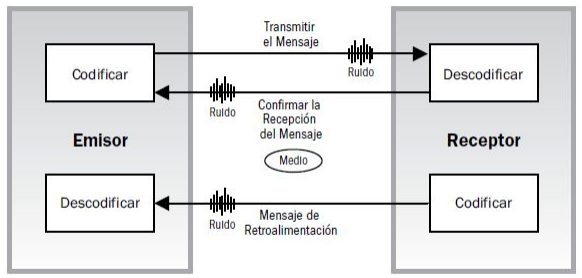 Transmitir
el Mensaje
Codificar
Ruido
Descodificar
Ruido
Confirmar la
Recepción
del Mensaje
Emisor
Receptor
Medio
Descodificar
Codificar
Ruido
Mensaje de
Retroalimentación